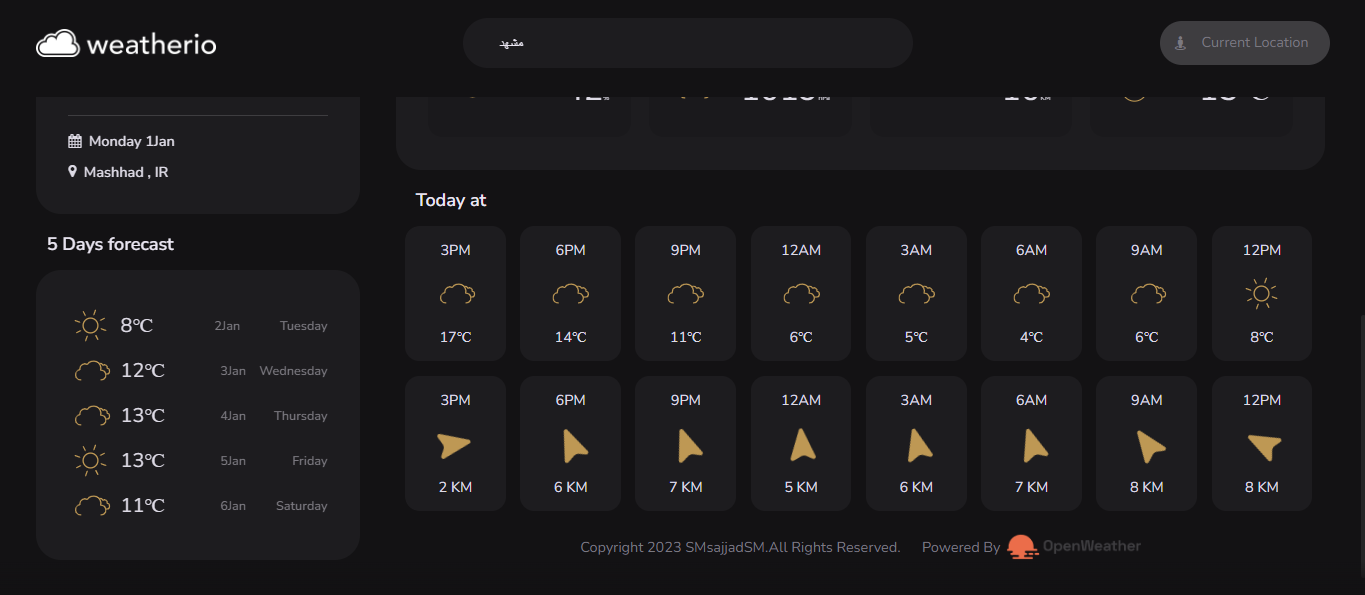 weatherio
مشهد
Current Location
Monday 1Jan
Mashhad , IR
5 Days forecast
8°C 2Jan Tuesday
12°C 3Jan Wednesday
13°C 4Jan Thursday
13°C 5Jan Friday
11°C 6Jan Saturday
Today at
3PM 6PM 9PM 12AM 3AM 6AM 9AM 12PM
17°C 14°C 11°C 6°C 5°C 4°C 6°C 8°C
3PM 6PM 9PM 12AM 3AM 6AM 9AM 12PM
2 KM 6 KM 7 KM 5 KM 6 KM 7 KM 8 KM 8 KM
Copyright 2023 SMsajjadSM.All Rights Reserved. Powered By OpenWeather